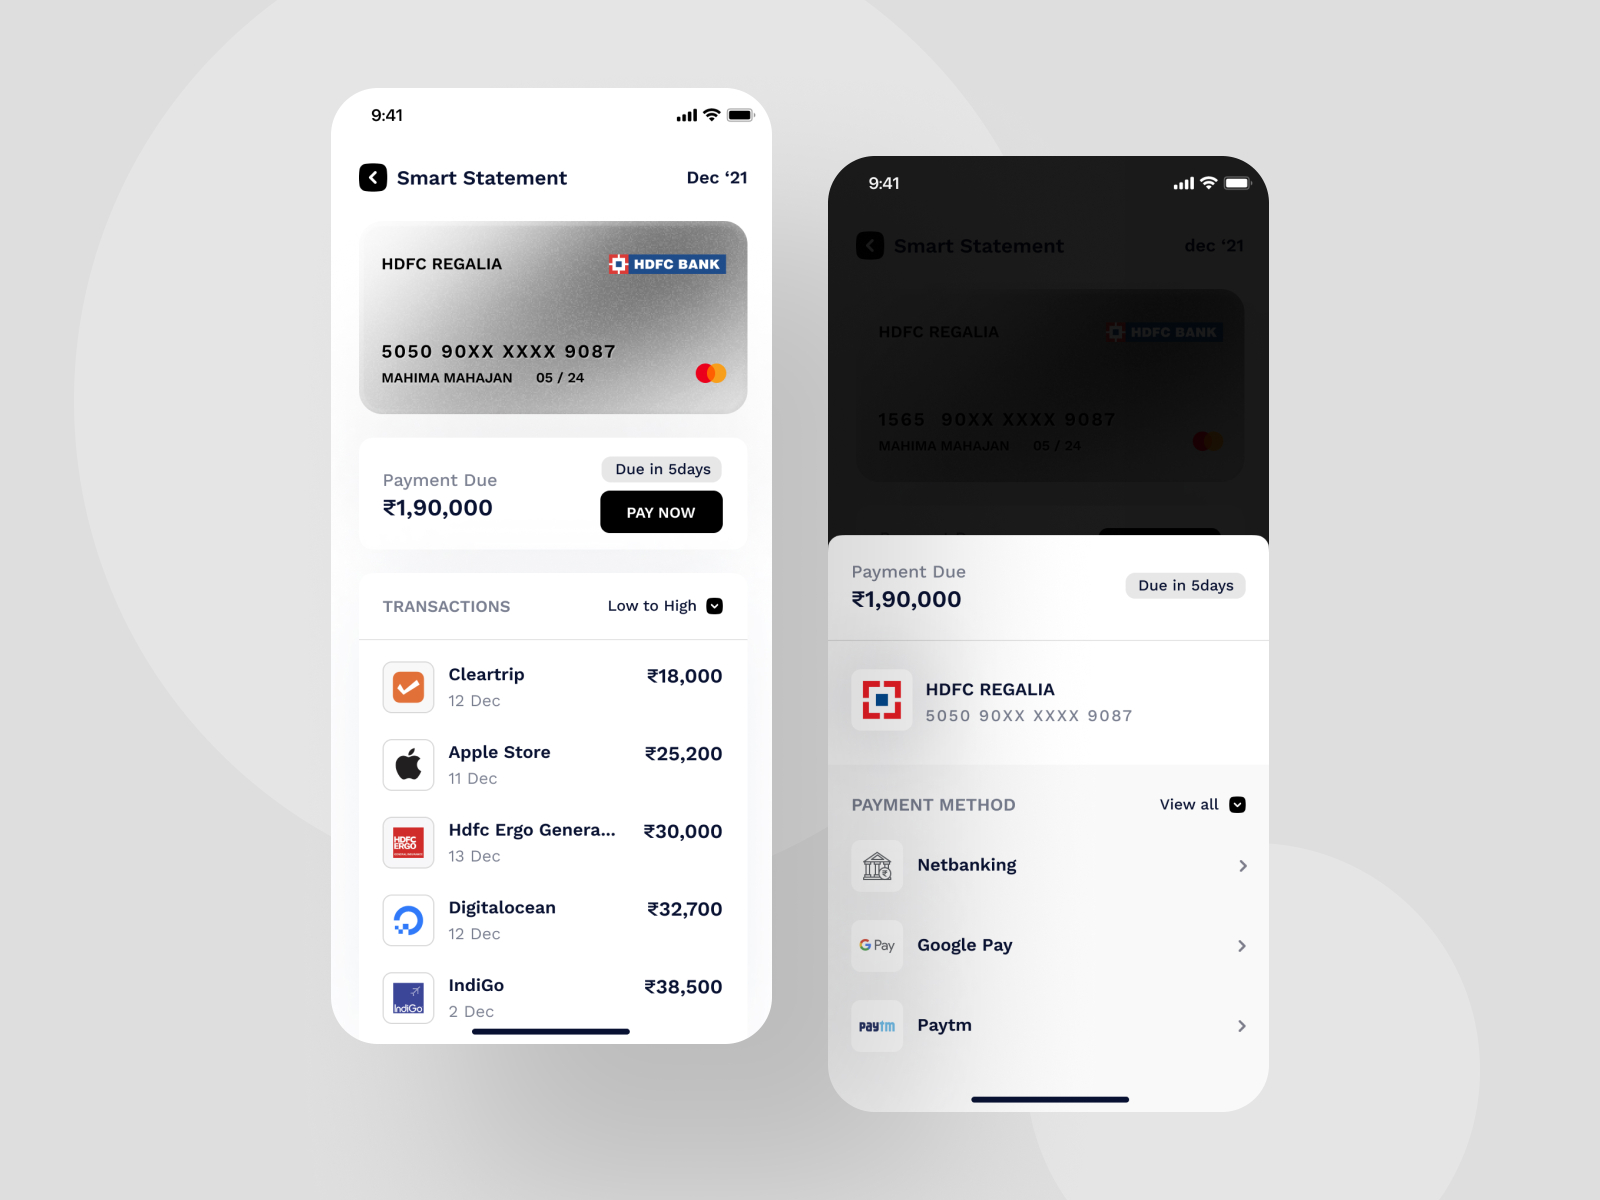 9:41
Smart Statement
Dec ‘21
HDFC REGALIA
HDFC BANK
5050 90XX XXXX 9087
MAHIMA MAHAJAN 05 / 24
Payment Due
₹1,90,000
Due in 5days
PAY NOW
TRANSACTIONS
Low to High
Cleartrip
₹18,000
12 Dec
Apple Store
₹25,200
11 Dec
HDFC
ERGO
Hdfc Ergo Genera...
₹30,000
13 Dec
Digitalocean
₹32,700
12 Dec
IndiGo
IndiGo
₹38,500
2 Dec
9:41
Smart Statement
dec ‘21
HDFC REGALIA
HDFC BANK
1565 90XX XXXX 9087
MAHIMA MAHAJAN 05 / 24
Payment Due
₹1,90,000
Due in 5days
HDFC REGALIA
5050 90XX XXXX 9087
PAYMENT METHOD
View all
Netbanking
G Pay
Google Pay
paytm
Paytm